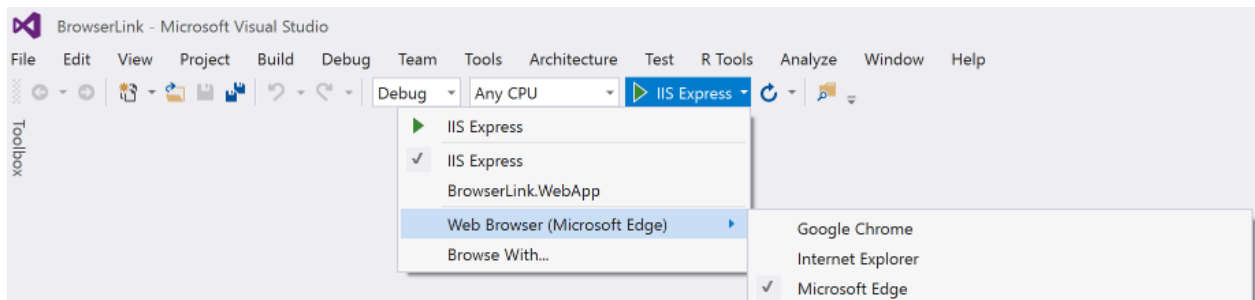 BrowserLink - Microsoft Visual Studio
File Edit View Project Build Debug Team Tools Architecture Test R Tools Analyze Window Help
Debug Any CPU IIS Express
Toolbox
IIS Express
IIS Express
BrowserLink.WebApp
Web Browser (Microsoft Edge)
Browse With...
Google Chrome
Internet Explorer
Microsoft Edge